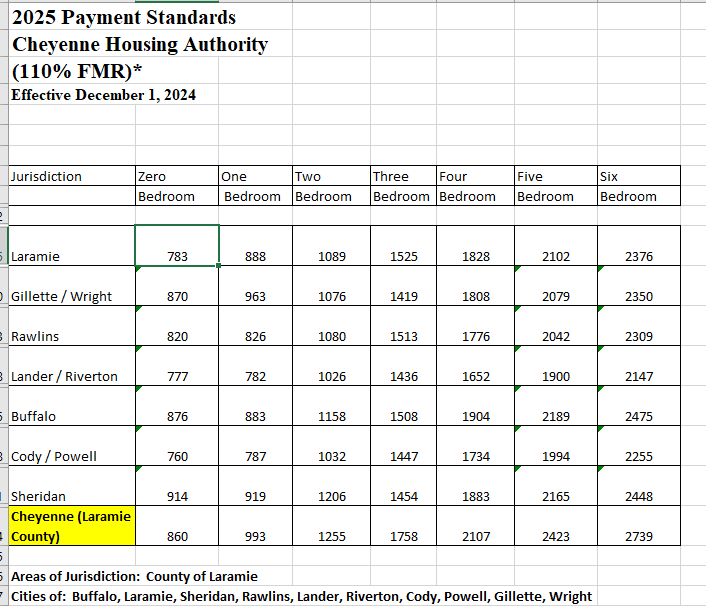 2025 Payment Standards
Cheyenne Housing Authority
(110% FMR)*
Effective December 1, 2024
Jurisdiction Zero One Two Three Four Five Six
Bedroom Bedroom Bedroom Bedroom Bedroom Bedroom Bedroom
Laramie 783 888 1089 1525 1828 2102 2376
Gillette / Wright 870 963 1076 1419 1808 2079 2350
Rawlins 820 826 1080 1513 1776 2042 2309
Lander / Riverton 777 782 1026 1436 1652 1900 2147
Buffalo 876 883 1158 1508 1904 2189 2475
Cody / Powell 760 787 1032 1447 1734 1994 2255
Sheridan 914 919 1206 1454 1883 2165 2448
Cheyenne (Laramie
County) 860 993 1255 1758 2107 2423 2739
Areas of Jurisdiction: County of Laramie
Cities of: Buffalo, Laramie, Sheridan, Rawlins, Lander, Riverton, Cody, Powell, Gillette, Wright